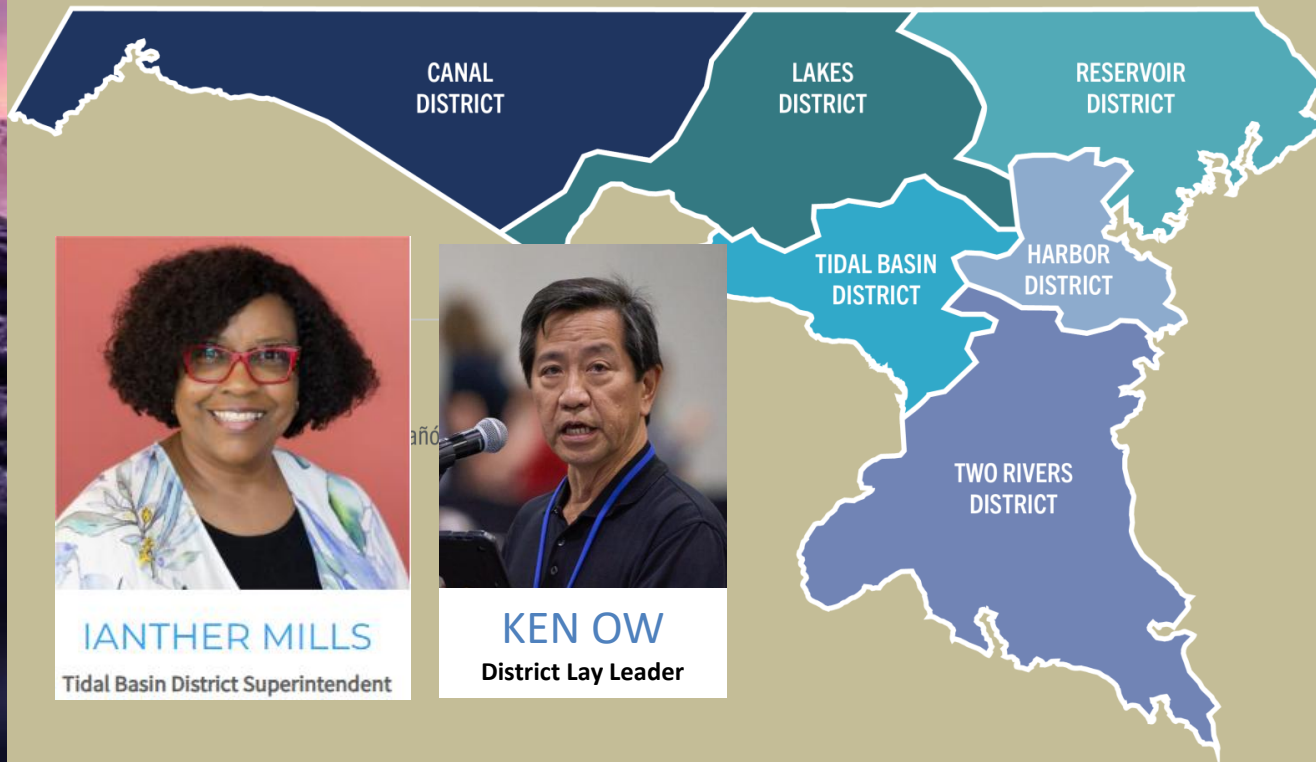 CANAL
DISTRICT
LAKES
DISTRICT
RESERVOIR
DISTRICT
TIDAL BASIN
DISTRICT
HARBOR
DISTRICT
TWO RIVERS
DISTRICT
añó
IANTHER MILLS
Tidal Basin District Superintendent
KEN OW
District Lay Leader